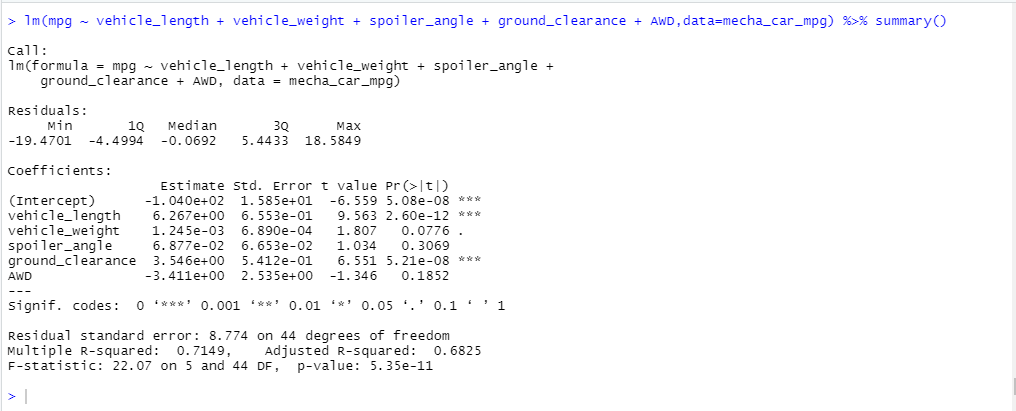 > lm(mpg ~ vehicle_length + vehicle_weight + spoiler_angle + ground_clearance + AWD,data=mecha_car_mpg) %>% summary()
Call:
lm(formula = mpg ~ vehicle_length + vehicle_weight + spoiler_angle +
    ground_clearance + AWD, data = mecha_car_mpg)
Residuals:
     Min       1Q   Median       3Q      Max
-19.4701  -4.4994  -0.0692   5.4433  18.5849
Coefficients:
                   Estimate Std. Error t value Pr(>|t|)
(Intercept)      -1.040e+02  1.585e+01  -6.559 5.08e-08 ***
vehicle_length    6.267e+00  6.553e-01   9.563 2.60e-12 ***
vehicle_weight    1.245e-03  6.890e-04   1.807   0.0776 .
spoiler_angle     6.877e-02  6.653e-02   1.034   0.3069
ground_clearance  3.546e+00  5.412e-01   6.551 5.21e-08 ***
AWD              -3.411e+00  2.535e+00  -1.346   0.1852
---
Signif. codes:  0 ‘***’ 0.001 ‘**’ 0.01 ‘*’ 0.05 ‘.’ 0.1 ‘ ’ 1
Residual standard error: 8.774 on 44 degrees of freedom
Multiple R-squared:  0.7149,    Adjusted R-squared:  0.6825
F-statistic: 22.07 on 5 and 44 DF,  p-value: 5.35e-11
>